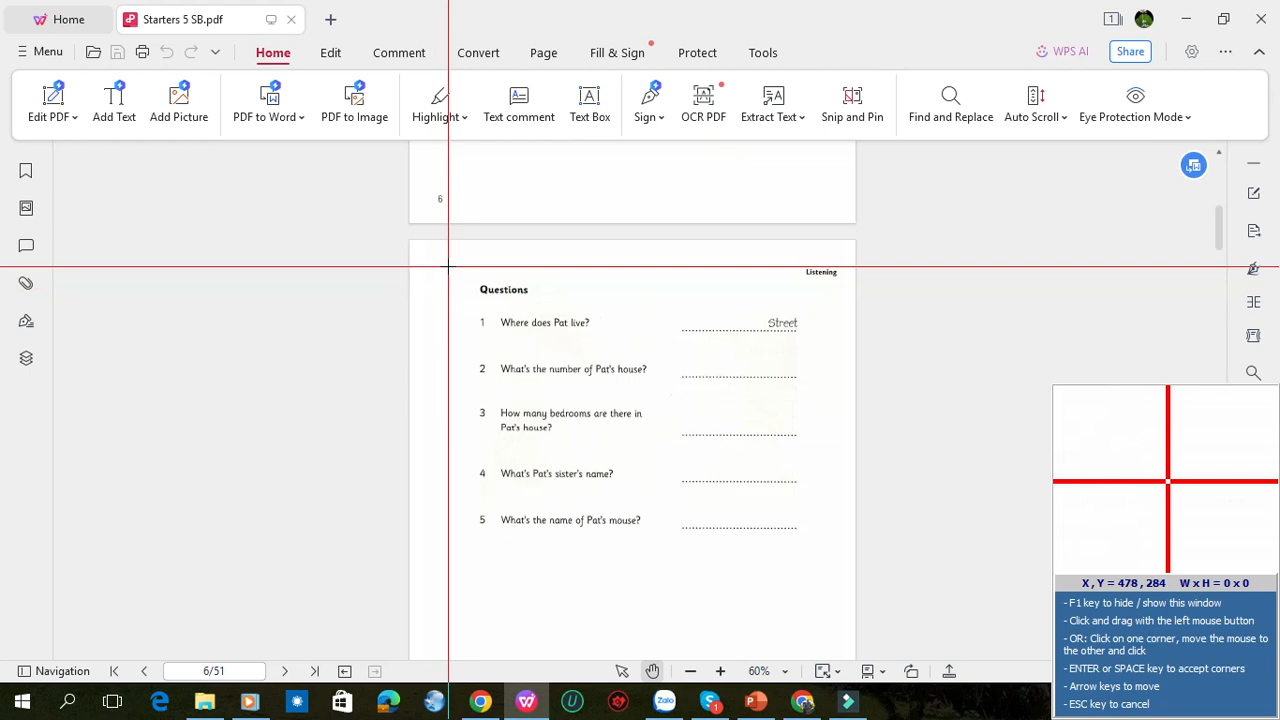 Home
Starters 5 SB.pdf
1
Menu
Home
Edit
Comment
Convert
Page
Fill & Sign
Protect
Tools
WPS AI
Share
Edit PDF
Add Text
Add Picture
PDF to Word
PDF to Image
Highlight
Text comment
Text Box
Sign
OCR PDF
Extract Text
Snip and Pin
Find and Replace
Auto Scroll
Eye Protection Mode
6
Listening
Questions
1 Where does Pat live? Street
2 What's the number of Pat's house?
3 How many bedrooms are there in
Pat's house?
4 What's Pat's sister's name?
5 What's the name of Pat's mouse?
X , Y = 478 , 284 W x H = 0 x 0
- F1 key to hide / show this window
- Click and drag with the left mouse button
- OR: Click on one corner, move the mouse to
the other and click
- ENTER or SPACE key to accept corners
- Arrow keys to move
- ESC key to cancel
Navigation
6/51
60%
Zalo
1